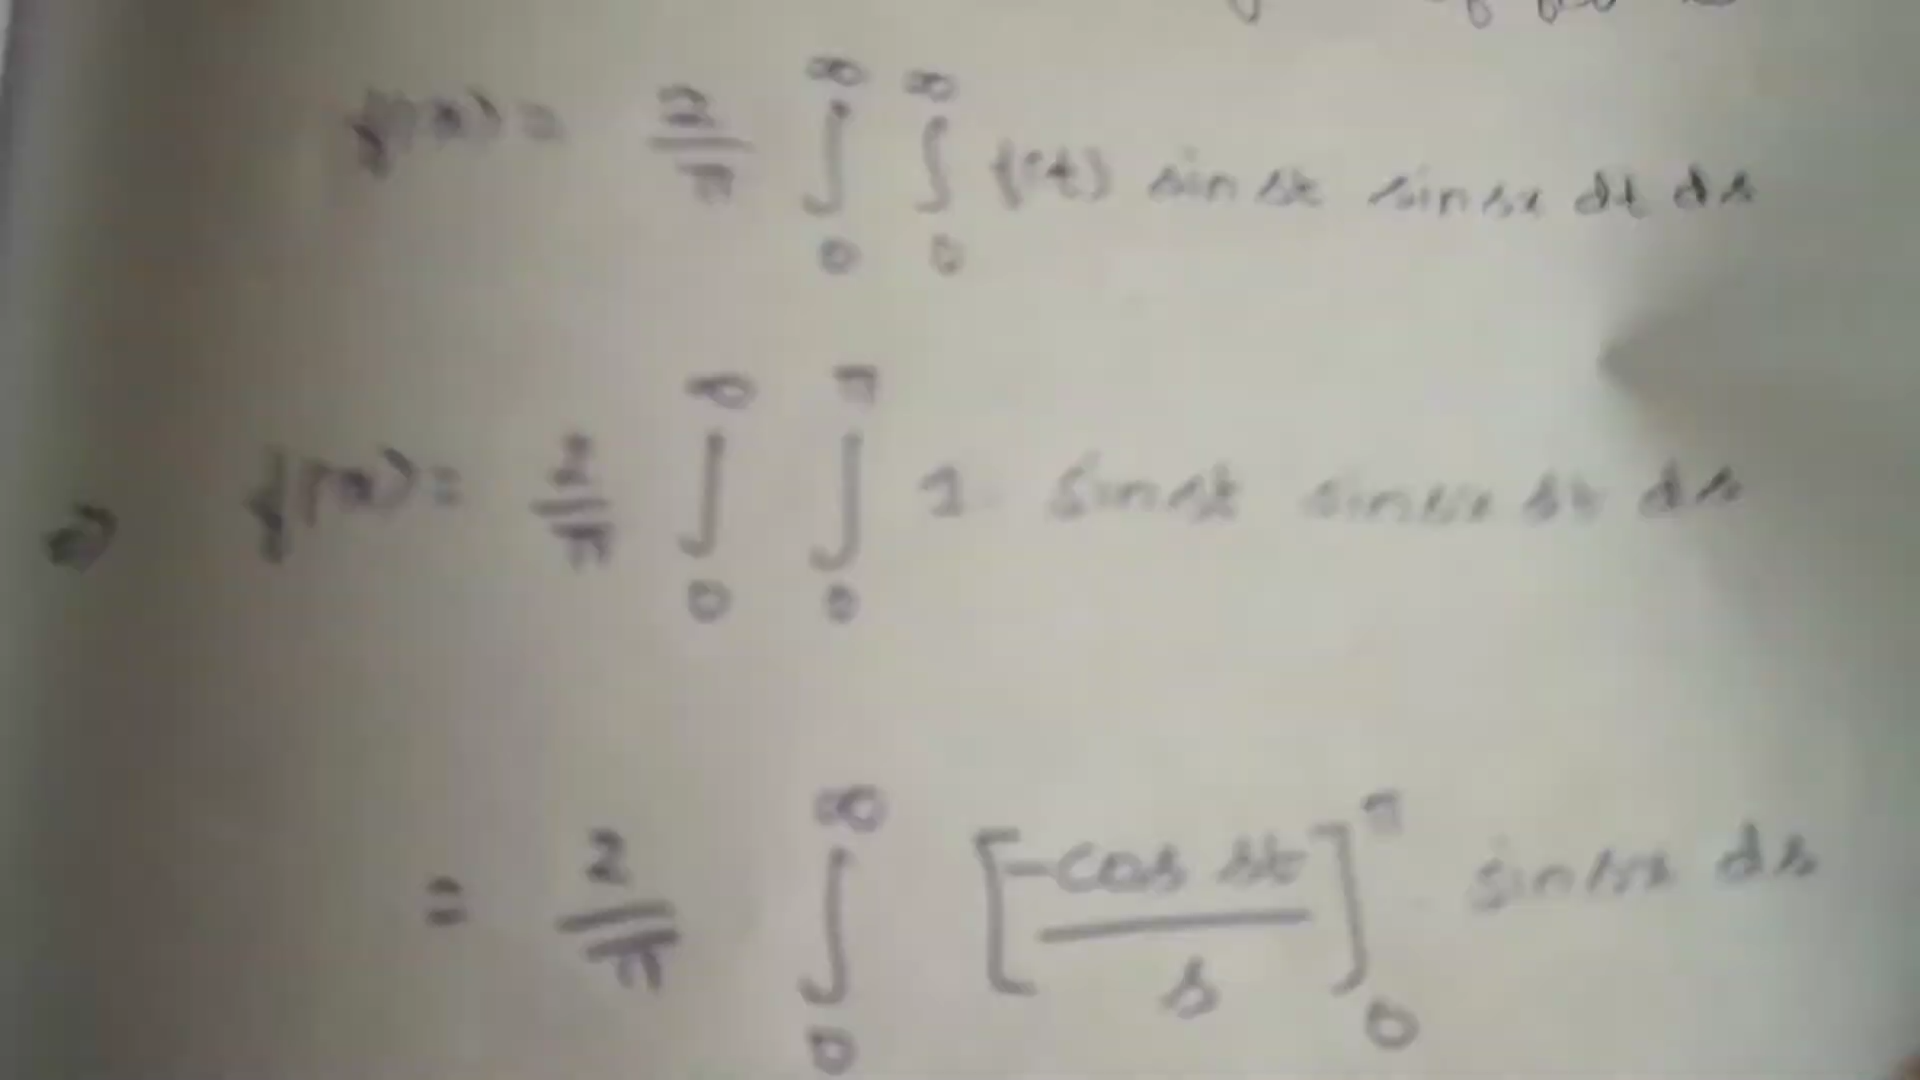 f(x) = 2/π ∫₀^∞ ∫₀^∞ f(t) sin st sin sx dt ds
⇒ f(x) = 2/π ∫₀^∞ ∫₀^π 1 · sin st sin sx dt ds
= 2/π ∫₀^∞ [-cos st / s]₀^π · sin sx ds